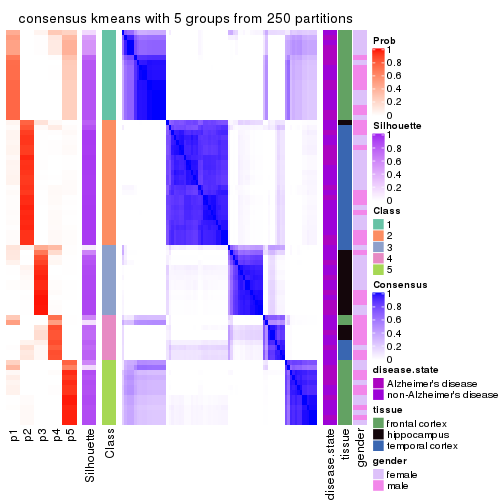 consensus kmeans with 5 groups from 250 partitions
Prob
1
0.8
0.6
0.4
0.2
0
Silhouette
1
0.8
0.6
0.4
0.2
0
Class
1
2
3
4
5
Consensus
1
0.8
0.6
0.4
0.2
0
disease.state
Alzheimer's disease
non-Alzheimer's disease
tissue
frontal cortex
hippocampus
temporal cortex
gender
female
male
p1
p2
p3
p4
p5
Silhouette
Class
disease.state
tissue
gender